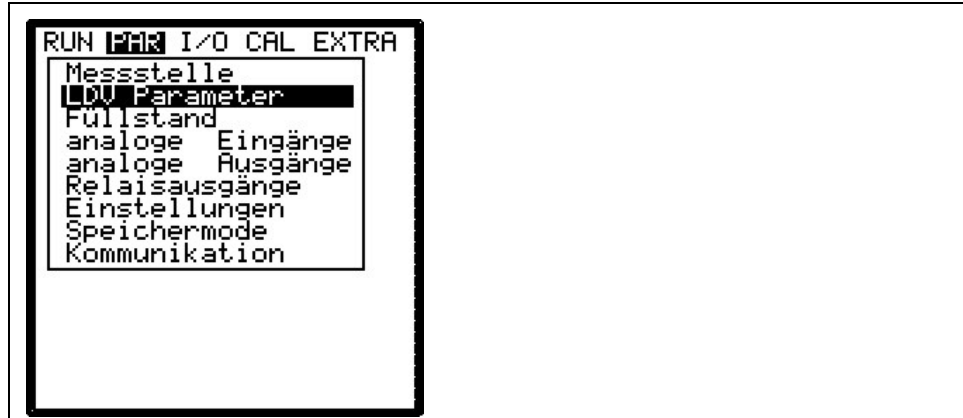 RUN PAR I/O CAL EXTRA
Messstelle
LDV Parameter
Füllstand
analoge Eingänge
analoge Ausgänge
Relaisausgänge
Einstellungen
Speichermode
Kommunikation